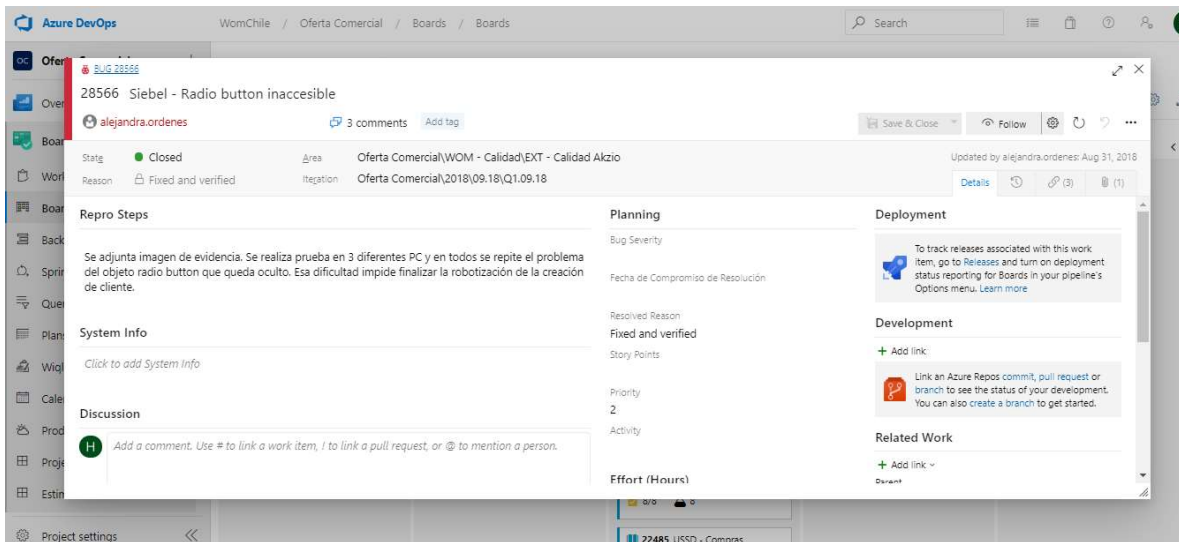 Azure DevOps
WomChile / Oferta Comercial / Boards / Boards
Search
OC
BUG 28566
28566 Siebel - Radio button inaccesible
alejandra.ordenes
3 comments
Add tag
Save & Close
Follow
State
Closed
Area
Oferta Comercial\WOM - Calidad\EXT - Calidad Akzio
Updated by alejandra.ordenes: Aug 31, 2018
Reason
Fixed and verified
Iteration
Oferta Comercial\2018\09.18\Q1.09.18
Details
(3)
(1)
Repro Steps
Se adjunta imagen de evidencia. Se realiza prueba en 3 diferentes PC y en todos se repite el problema
del objeto radio button que queda oculto. Esa dificultad impide finalizar la robotización de la creación
de cliente.
System Info
Click to add System Info
Discussion
H
Add a comment. Use # to link a work item, ! to link a pull request, or @ to mention a person.
Planning
Bug Severity
Fecha de Compromiso de Resolución
Resolved Reason
Fixed and verified
Story Points
Priority
2
Activity
Effort (Hours)
Deployment
To track releases associated with this work
item, go to Releases and turn on deployment
status reporting for Boards in your pipeline's
Options menu. Learn more
Development
+ Add link
Link an Azure Repos commit, pull request or
branch to see the status of your development.
You can also create a branch to get started.
Related Work
+ Add link
Parent
8/8
8
22485 USSD - Compras
Project settings